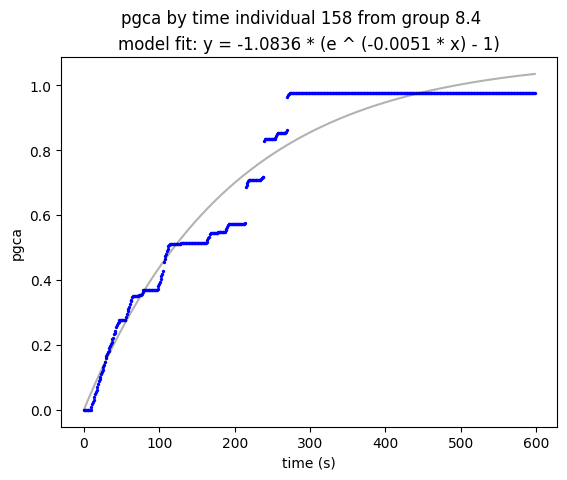 pgca by time individual 158 from group 8.4
model fit: y = -1.0836 * (e ^ (-0.0051 * x) - 1)
1.0
0.8
0.6
0.4
0.2
0.0
pgca
0 100 200 300 400 500 600
time (s)